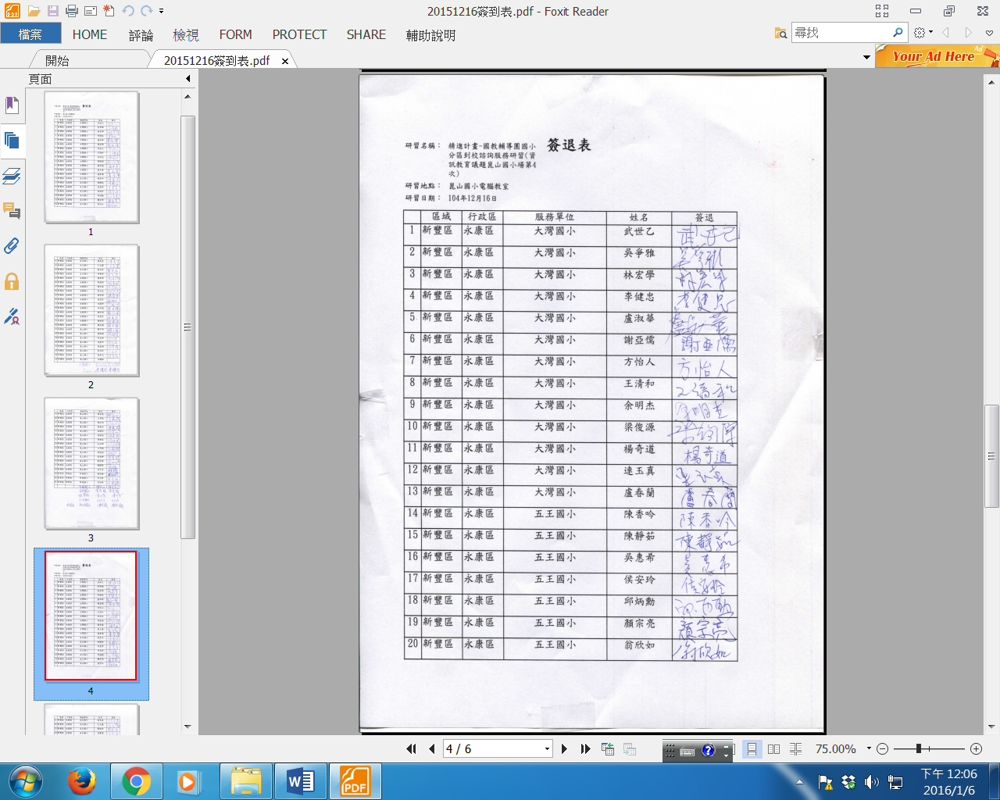 20151216簽到表.pdf - Foxit Reader
檔案 HOME 評論 檢視 FORM PROTECT SHARE 輔助說明 尋找
開始 20151216簽到表.pdf × Your Ad Here Ad
頁面
1
2
3
4
簽退表
研習名稱： 精進計畫-國教輔導團國小
分區到校諮詢服務研習(資
訊教育議題崑山國小場第4
次)
研習地點： 崑山國小電腦教室
研習日期： 104年12月16日
區域 行政區 服務單位 姓名 簽退
1 新豐區 永康區 大灣國小 武世乙 武世乙
2 新豐區 永康區 大灣國小 吳爭雅 吳爭雅
3 新豐區 永康區 大灣國小 林宏學 林宏學
4 新豐區 永康區 大灣國小 李健忠 李健忠
5 新豐區 永康區 大灣國小 盧淑華 盧淑華
6 新豐區 永康區 大灣國小 謝亞儒 謝亞儒
7 新豐區 永康區 大灣國小 方怡人 方怡人
8 新豐區 永康區 大灣國小 王清和 王清和
9 新豐區 永康區 大灣國小 余明杰 余明杰
10 新豐區 永康區 大灣國小 梁俊源
11 新豐區 永康區 大灣國小 楊奇道 楊奇道
12 新豐區 永康區 大灣國小 連玉真 連玉真
13 新豐區 永康區 大灣國小 盧春蘭 盧春蘭
14 新豐區 永康區 五王國小 陳香吟 陳香吟
15 新豐區 永康區 五王國小 陳靜茹 陳靜茹
16 新豐區 永康區 五王國小 吳惠希 吳惠希
17 新豐區 永康區 五王國小 侯安玲 侯安玲
18 新豐區 永康區 五王國小 邱炳勳 邱炳勳
19 新豐區 永康區 五王國小 顏宗亮 顏宗亮
20 新豐區 永康區 五王國小 翁欣如 翁欣如
4 / 6 75.00%
下午 12:06
2016/1/6